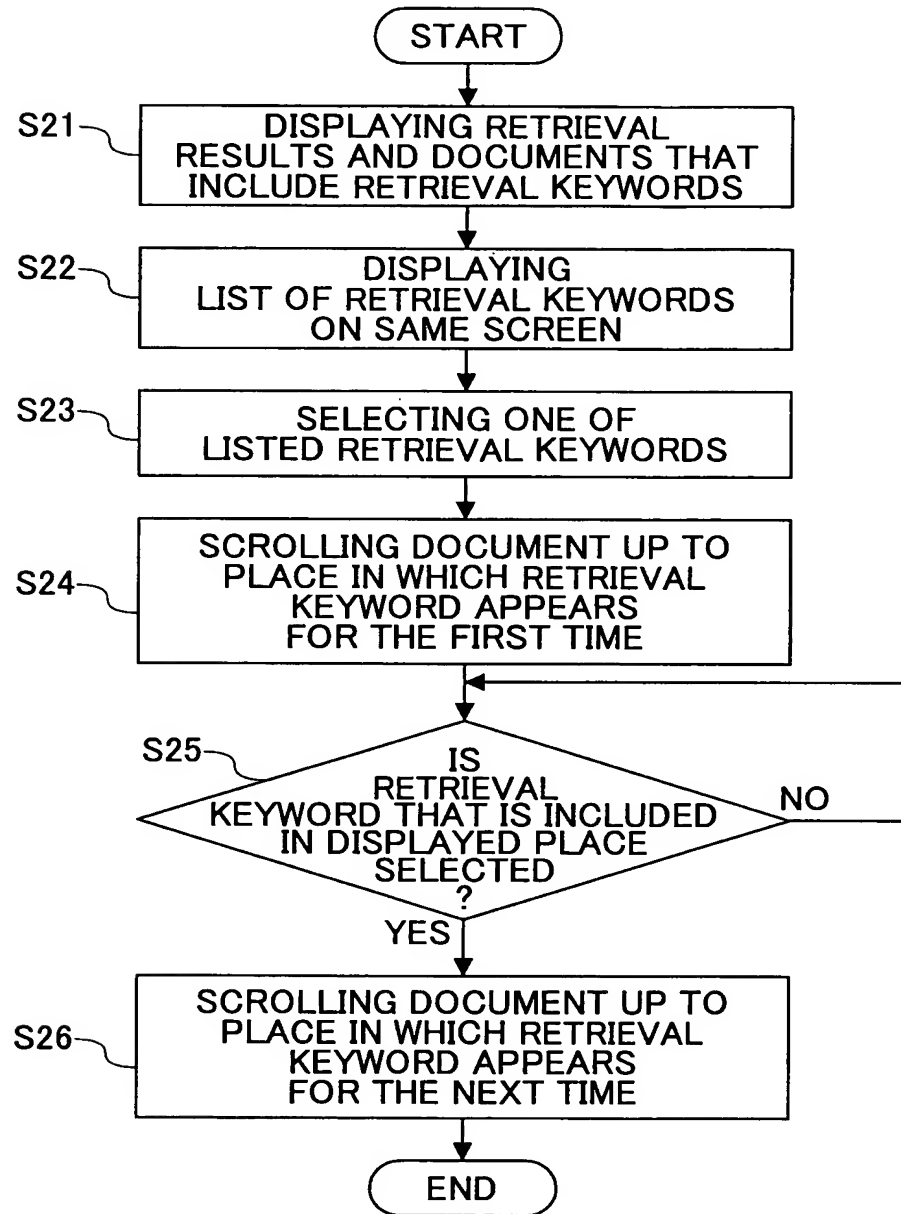 START
S21
DISPLAYING RETRIEVAL
RESULTS AND DOCUMENTS THAT
INCLUDE RETRIEVAL KEYWORDS
S22
DISPLAYING
LIST OF RETRIEVAL KEYWORDS
ON SAME SCREEN
S23
SELECTING ONE OF
LISTED RETRIEVAL KEYWORDS
S24
SCROLLING DOCUMENT UP TO
PLACE IN WHICH RETRIEVAL
KEYWORD APPEARS
FOR THE FIRST TIME
S25
IS
RETRIEVAL
KEYWORD THAT IS INCLUDED
IN DISPLAYED PLACE
SELECTED
?
NO
YES
S26
SCROLLING DOCUMENT UP TO
PLACE IN WHICH RETRIEVAL
KEYWORD APPEARS
FOR THE NEXT TIME
END